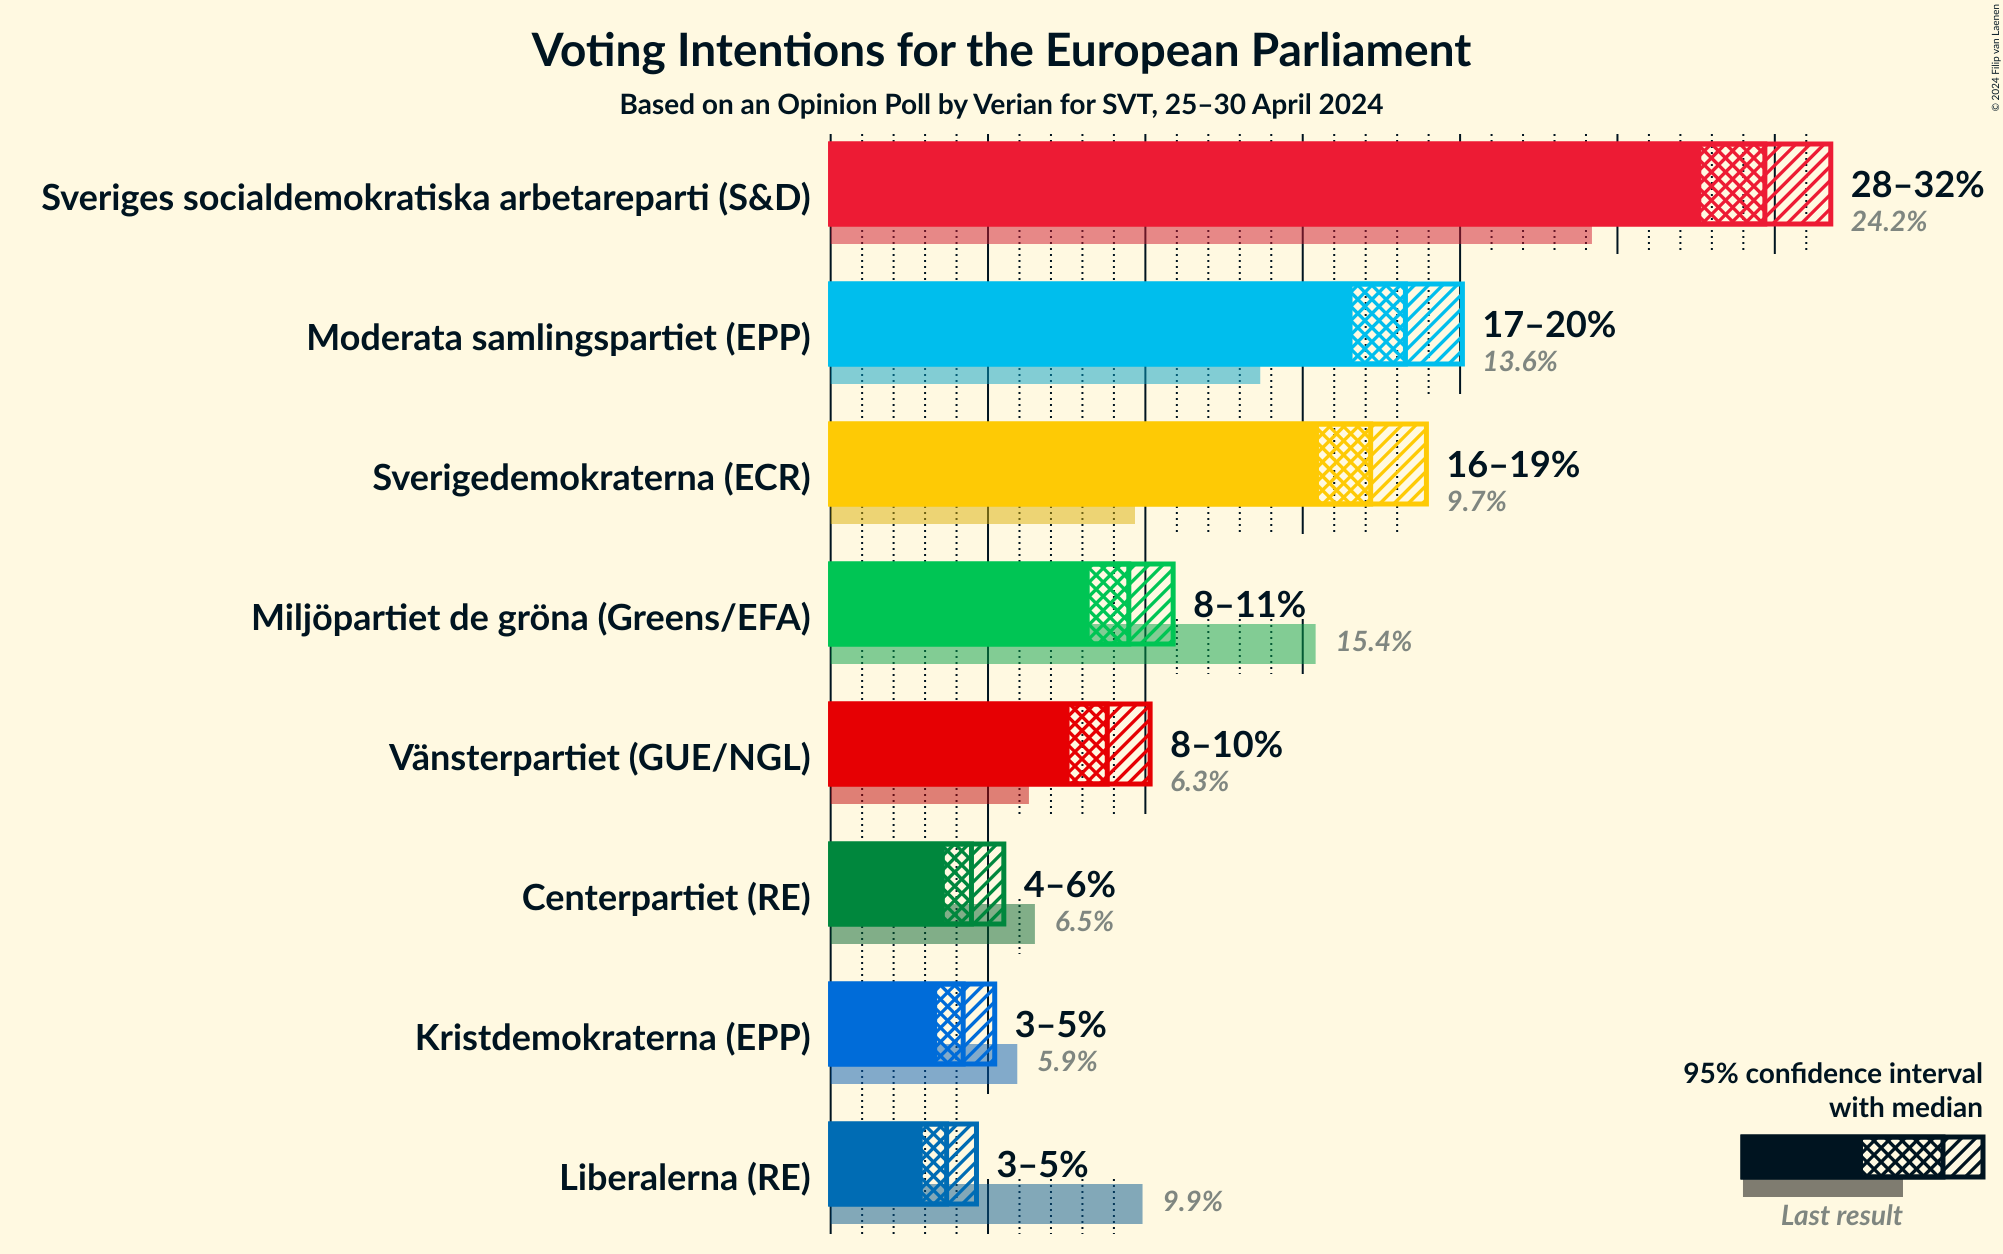 Voting Intentions for the European Parliament
Based on an Opinion Poll by Verian for SVT, 25–30 April 2024
© 2024 Filip van Laenen
Sveriges socialdemokratiska arbetareparti (S&D)
28–32%
24.2%
Moderata samlingspartiet (EPP)
17–20%
13.6%
Sverigedemokraterna (ECR)
16–19%
9.7%
Miljöpartiet de gröna (Greens/EFA)
8–11%
15.4%
Vänsterpartiet (GUE/NGL)
8–10%
6.3%
Centerpartiet (RE)
4–6%
6.5%
Kristdemokraterna (EPP)
3–5%
5.9%
Liberalerna (RE)
3–5%
9.9%
95% confidence interval
with median
Last result